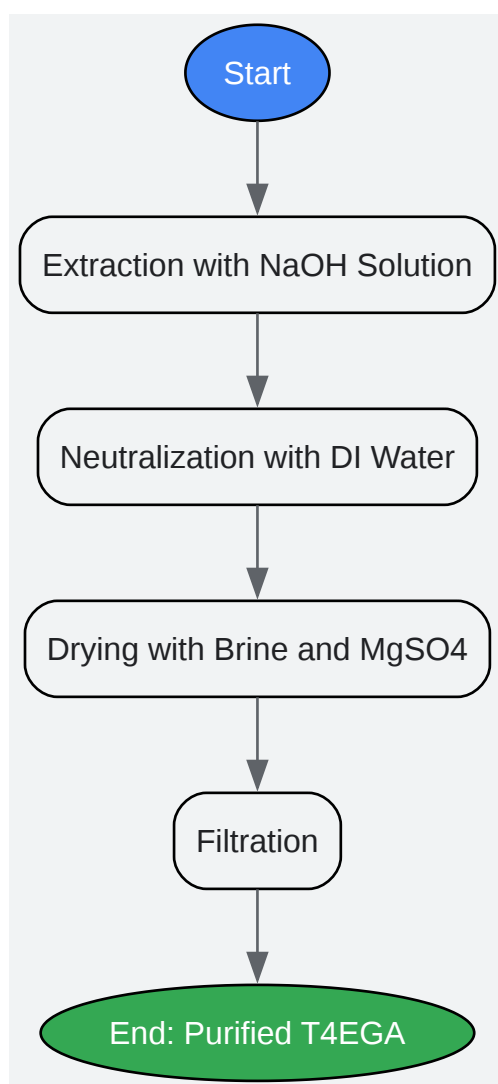 Start
Extraction with NaOH Solution
Neutralization with DI Water
Drying with Brine and MgSO4
Filtration
End: Purified T4EGA